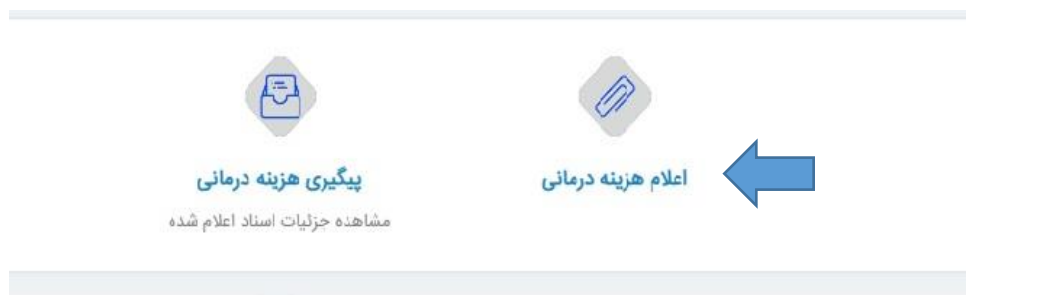 اعلام هزینه درمانی
پیگیری هزینه درمانی
مشاهده جزئیات اسناد اعلام شده